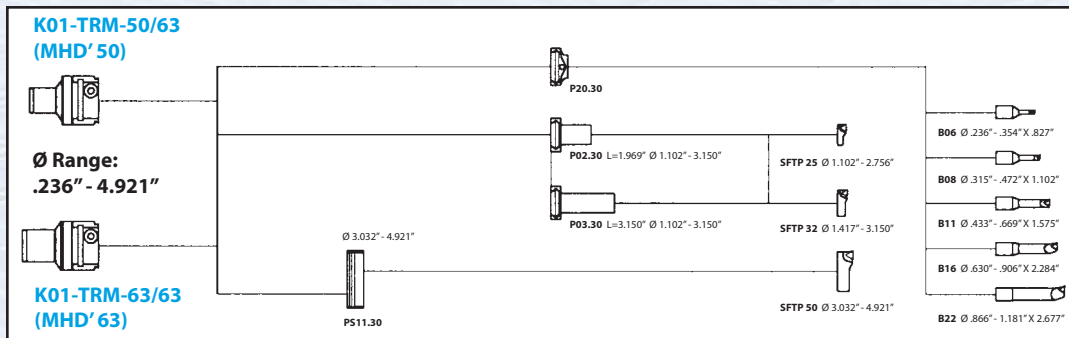 K01-TRM-50/63
(MHD’ 50)
Ø Range:
.236” - 4.921”
K01-TRM-63/63
(MHD’ 63)
P20.30
P02.30 L=1.969” Ø 1.102” - 3.150”
P03.30 L=3.150” Ø 1.102” - 3.150”
Ø 3.032” - 4.921”
PS11.30
SFTP 25 Ø 1.102” - 2.756”
SFTP 32 Ø 1.417” - 3.150”
SFTP 50 Ø 3.032” - 4.921”
B06 Ø .236” - .354” X .827”
B08 Ø .315” - .472” X 1.102”
B11 Ø .433” - .669” X 1.575”
B16 Ø .630” - .906” X 2.284”
B22 Ø .866” - 1.181” X 2.677”